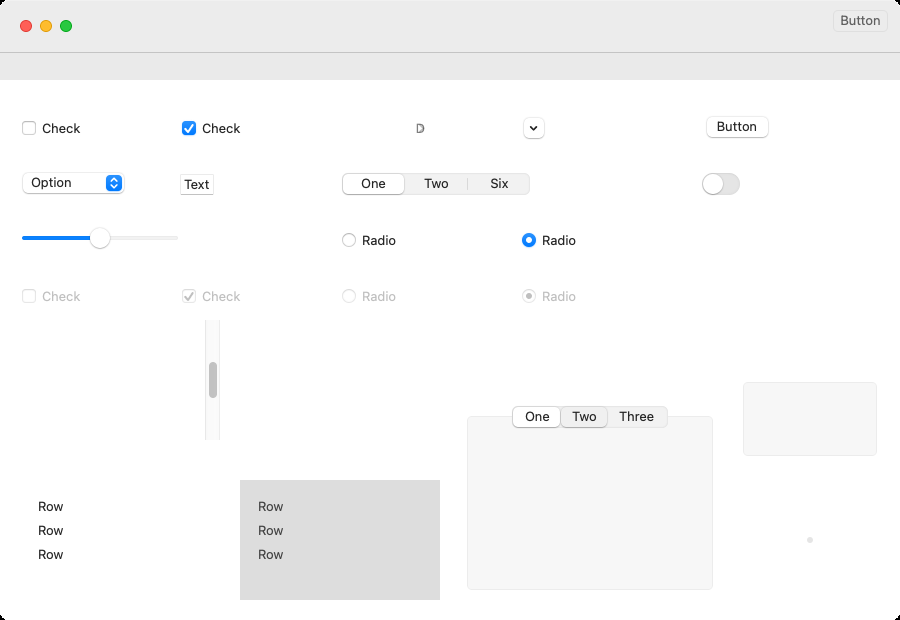 Button
Check
Check
D
Button
Option
Text
One Two Six
Radio
Radio
Check
Check
Radio
Radio
One Two Three
Row
Row
Row
Row
Row
Row